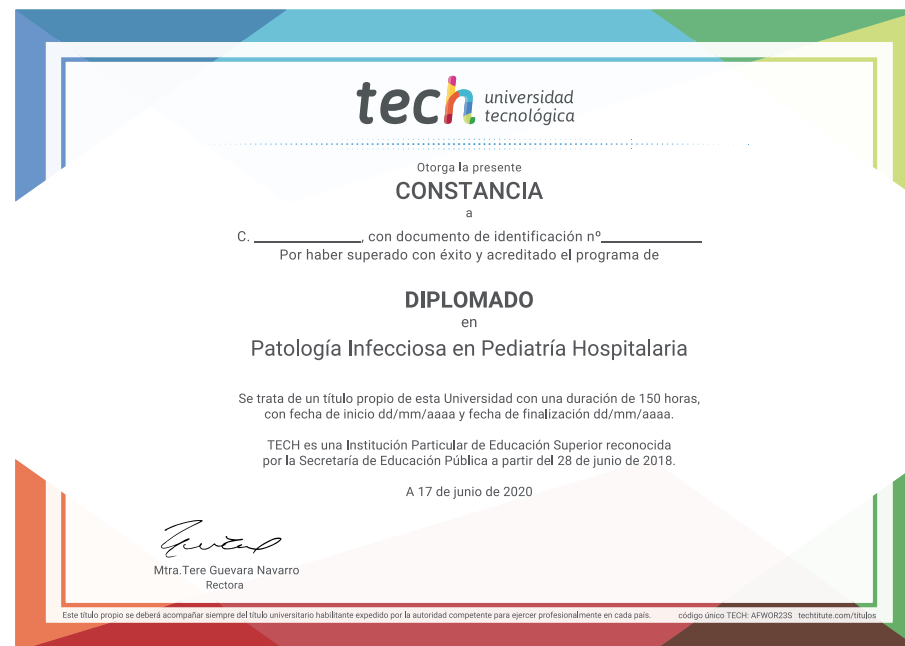 tech universidad
tecnológica
Otorga la presente
CONSTANCIA
a
C. ______________, con documento de identificación nº_____________
Por haber superado con éxito y acreditado el programa de
DIPLOMADO
en
Patología Infecciosa en Pediatría Hospitalaria
Se trata de un título propio de esta Universidad con una duración de 150 horas,
con fecha de inicio dd/mm/aaaa y fecha de finalización dd/mm/aaaa.
TECH es una Institución Particular de Educación Superior reconocida
por la Secretaría de Educación Pública a partir del 28 de junio de 2018.
A 17 de junio de 2020
Mtra.Tere Guevara Navarro
Rectora
Este título propio se deberá acompañar siempre del título universitario habilitante expedido por la autoridad competente para ejercer profesionalmente en cada país. código único TECH: AFWOR23S techtitute.com/titulos